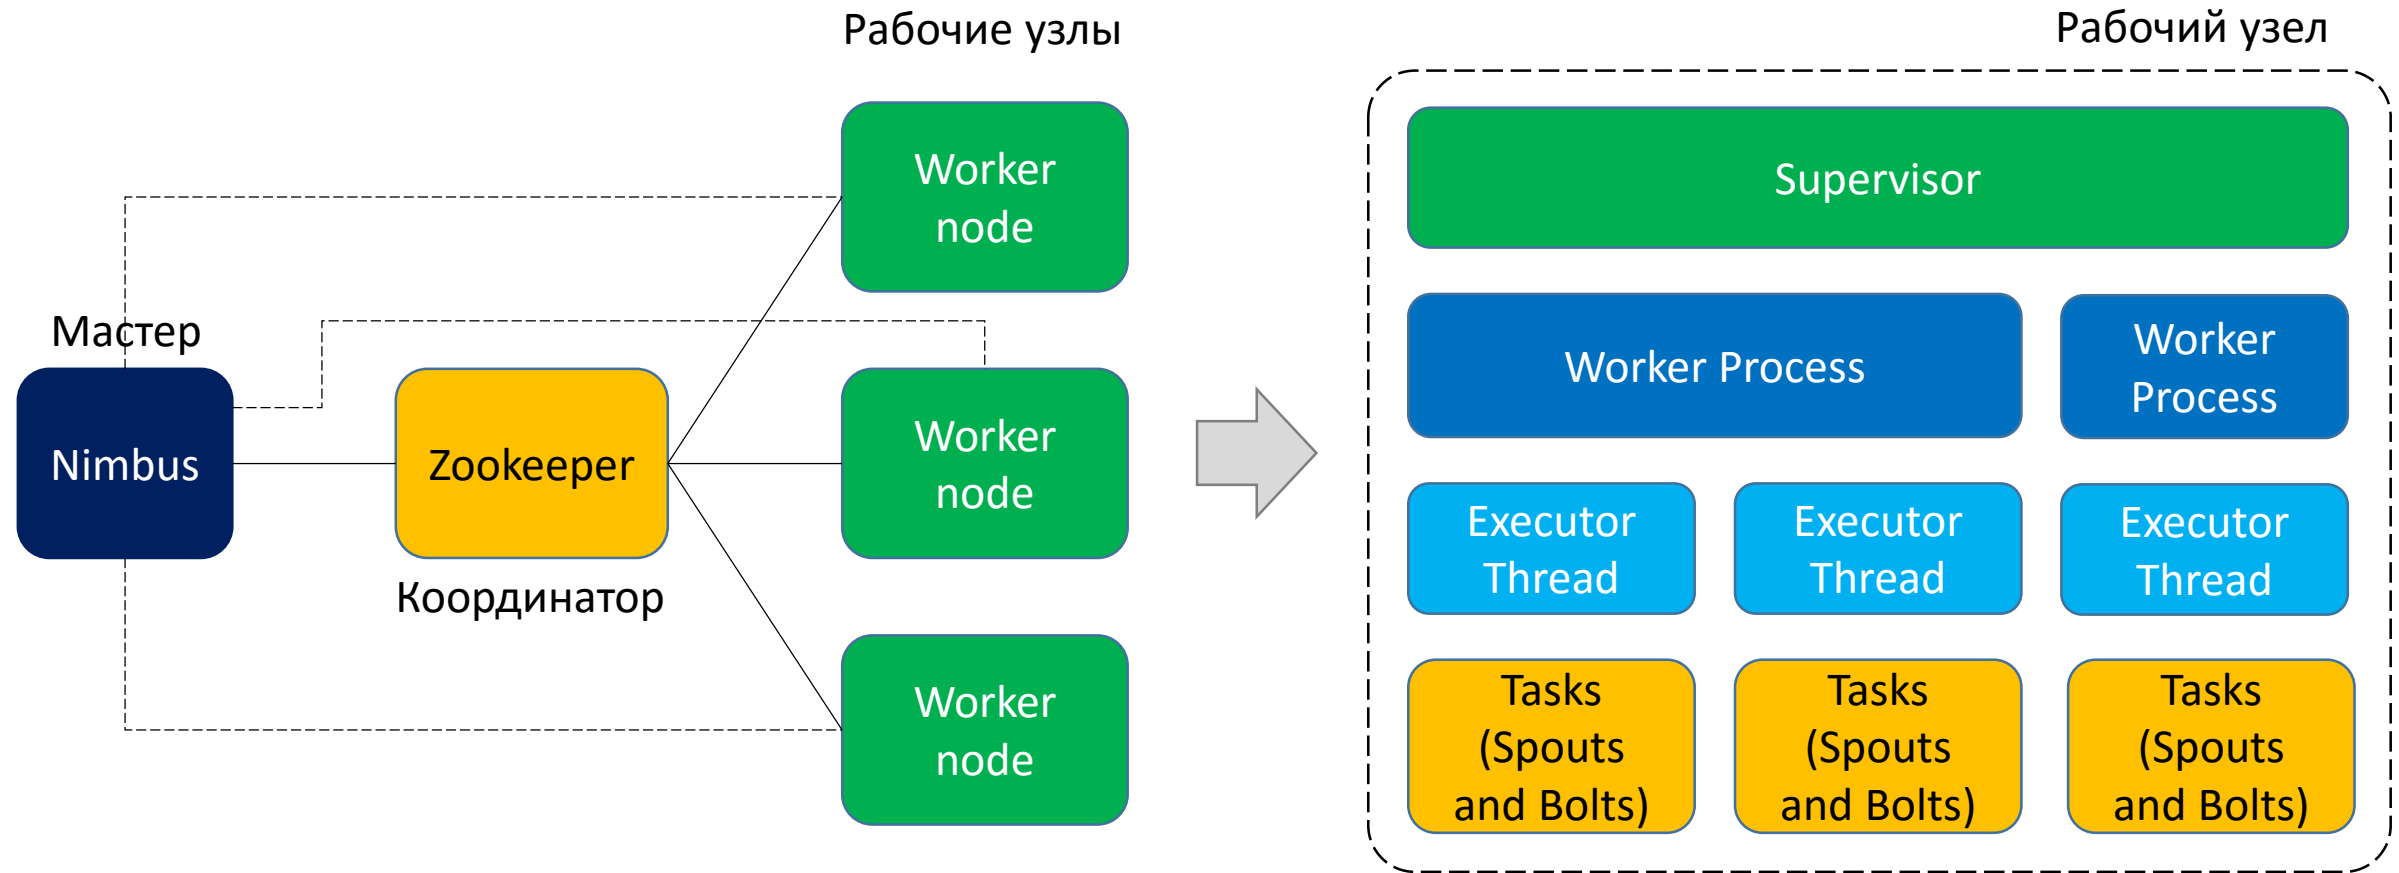 Рабочие узлы
Рабочий узел
Worker
node
Мастер
Nimbus
Zookeeper
Координатор
Worker
node
Worker
node
Supervisor
Worker Process
Worker
Process
Executor
Thread
Executor
Thread
Executor
Thread
Tasks
(Spouts
and Bolts)
Tasks
(Spouts
and Bolts)
Tasks
(Spouts
and Bolts)